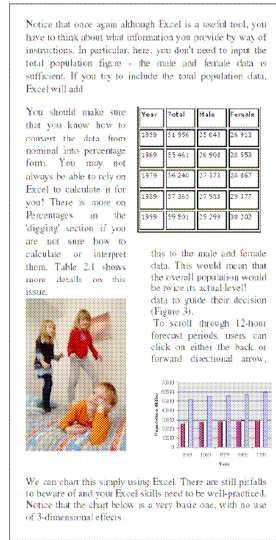 Notice that once again although Excel is a useful tool, you
have to think about what information you provide by way of
instructions. In particular, here, you don't need to input the
total population figure - the male and female data is
sufficient. If you try to include the total population data,
Excel will add
You should make sure
that you know how to
convert the data from
nominal into percentage
form. You may not
always be able to rely on
Excel to calculate it for
you! There is more on
Percentages in the
'digging' section if you
are not sure how to
calculate or interpret
them. Table 2.1 shows
more details on this
issue.
Year Total Male Female
1959
1969
1979
1989
1999
this to the male and female
data. This would mean that
the overall population would
be twice its actual level!
data to guide their decision
(Figure 3).
To scroll through 12-hour
forecast periods, users can
click on either the back or
forward directional arrow,
Year
We can chart this simply using Excel. There are still pitfalls
to beware of and your Excel skills need to be well-practiced.
Notice that the chart below is a very basic one, with no use
of 3-dimensional effects